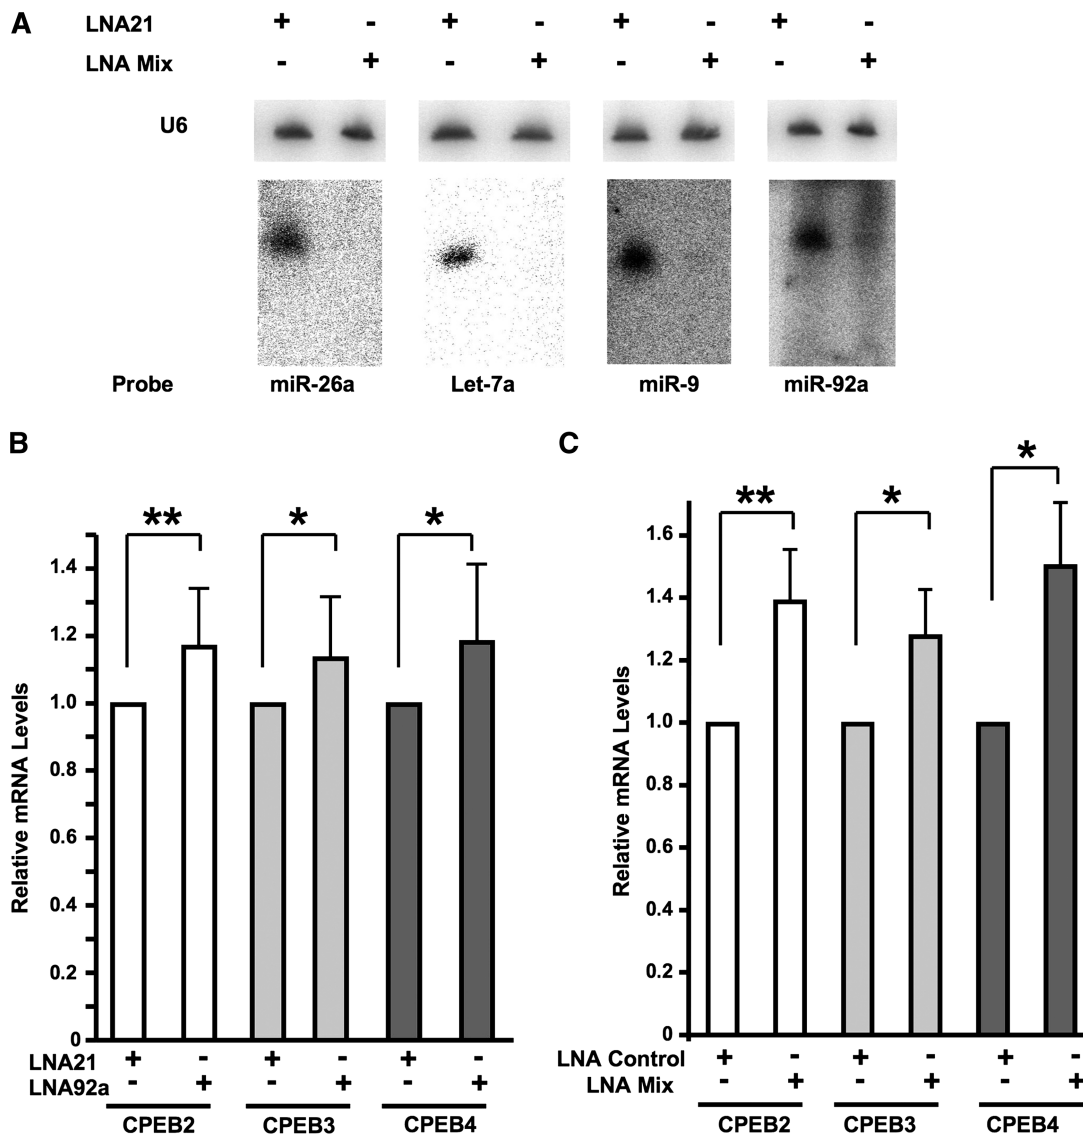 A
LNA21 + - + - + - + -
LNA Mix - + - + - + - +
U6
Probe miR-26a Let-7a miR-9 miR-92a
B
** * *
Relative mRNA Levels
1.4
1.2
1.0
0.8
0.6
0.4
0.2
0
LNA21 + - + - + -
LNA92a - + - + - +
CPEB2 CPEB3 CPEB4
C
** * *
Relative mRNA Levels
1.6
1.4
1.2
1.0
0.8
0.6
0.4
0.2
0
LNA Control + - + - + -
LNA Mix - + - + - +
CPEB2 CPEB3 CPEB4